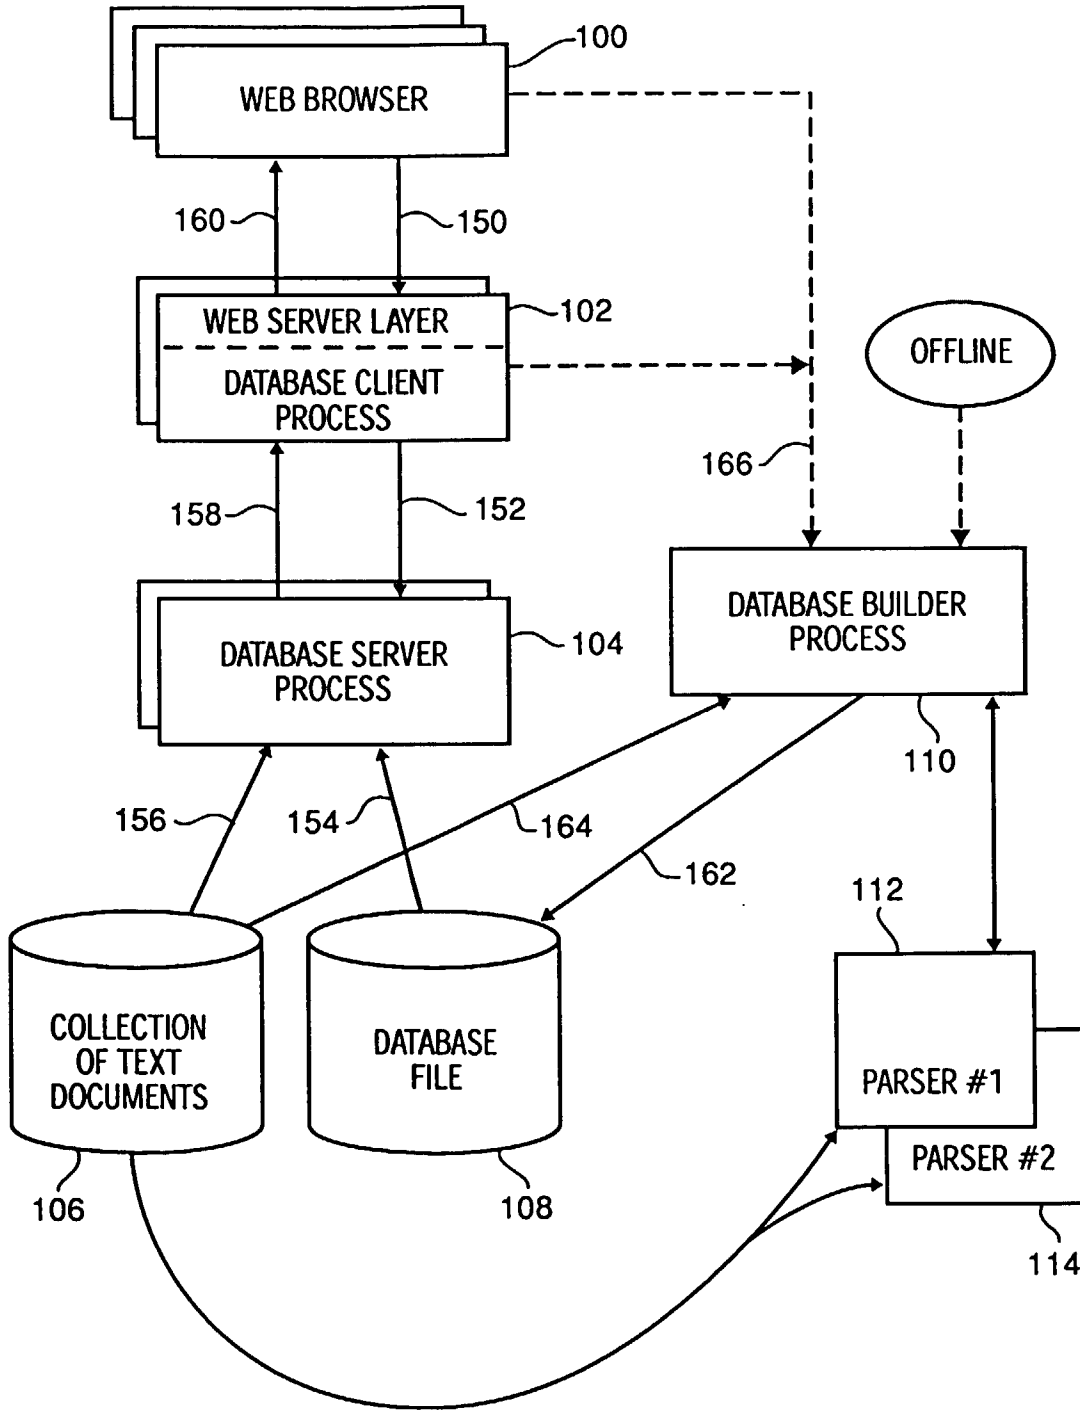 100
WEB BROWSER
160
150
WEB SERVER LAYER
102
DATABASE CLIENT
PROCESS
OFFLINE
166
158
152
DATABASE BUILDER
PROCESS
104
DATABASE SERVER
PROCESS
110
156
154
164
162
112
COLLECTION
OF TEXT
DOCUMENTS
DATABASE
FILE
PARSER #1
PARSER #2
106
108
114